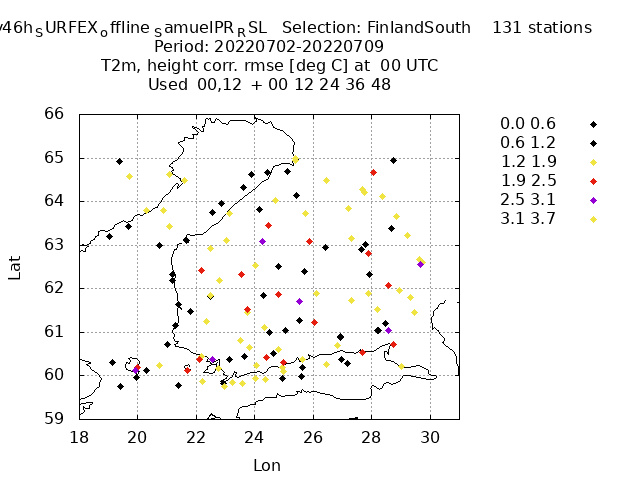 v46hSURFEXoffline SamuelPRRSL Selection: FinlandSouth 131 stations
Period: 20220702-20220709
T2m, height corr. rmse [deg C] at 00 UTC
Used 00,12 + 00 12 24 36 48
66
65
64
63
62
61
60
59
18 20 22 24 26 28 30
Lat
Lon
0.0 0.6
0.6 1.2
1.2 1.9
1.9 2.5
2.5 3.1
3.1 3.7